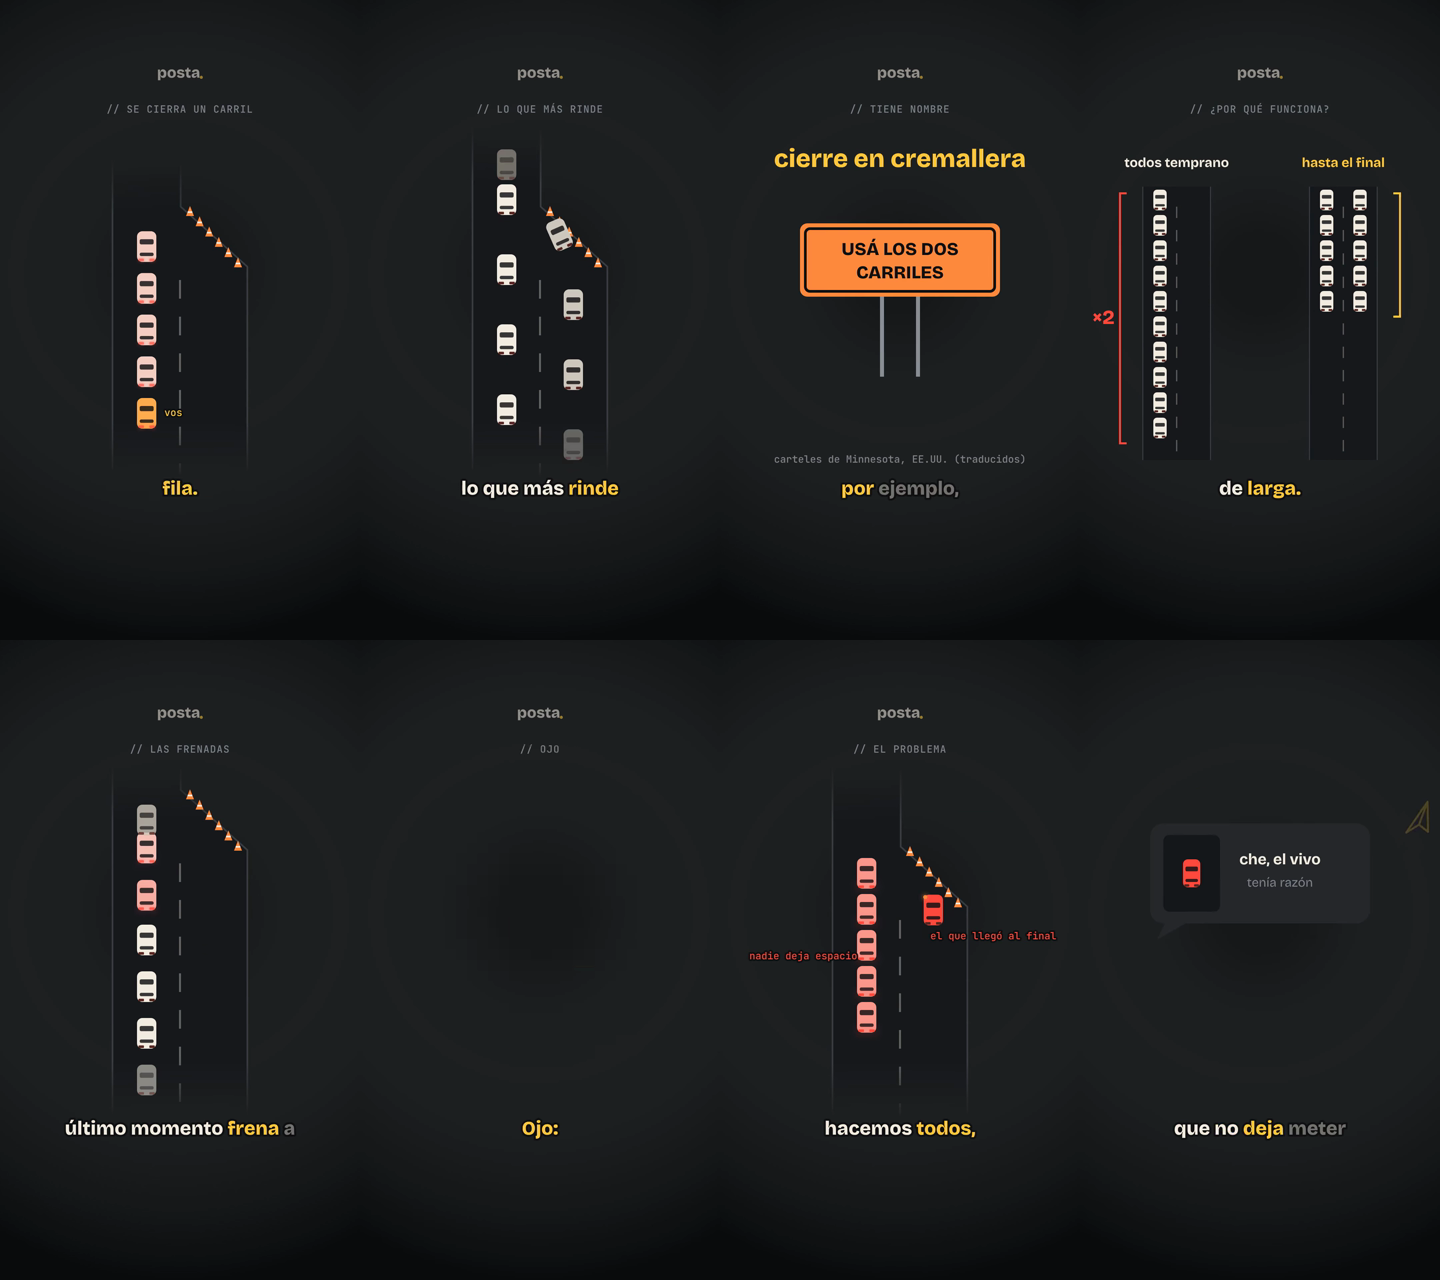 posta.
// SE CIERRA UN CARRIL
vos
fila.
posta.
// LO QUE MÁS RINDE
lo que más rinde
posta.
// TIENE NOMBRE
cierre en cremallera
USÁ LOS DOS
CARRILES
carteles de Minnesota, EE.UU. (traducidos)
por ejemplo,
posta.
// ¿POR QUÉ FUNCIONA?
todos temprano
hasta el final
×2
de larga.
posta.
// LAS FRENADAS
último momento frena a
posta.
// OJO
Ojo:
posta.
// EL PROBLEMA
el que llegó al final
nadie deja espacio
hacemos todos,
che, el vivo
tenía razón
que no deja meter